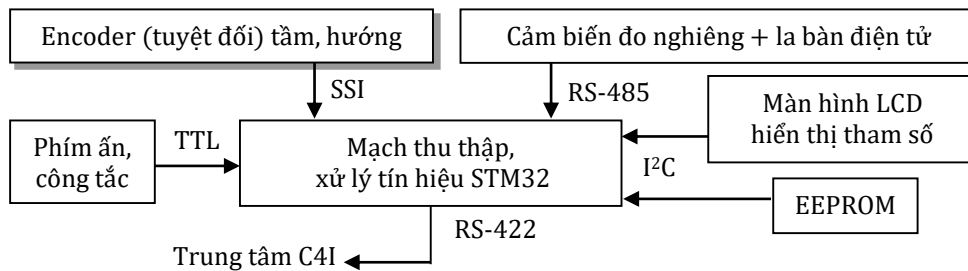 Encoder (tuyệt đối) tầm, hướng
Cảm biến đo nghiêng + la bàn điện tử
SSI
RS-485
Màn hình LCD
hiển thị tham số
Phím ấn,
công tắc
TTL
Mạch thu thập,
xử lý tín hiệu STM32
I²C
EEPROM
RS-422
Trung tâm C4I